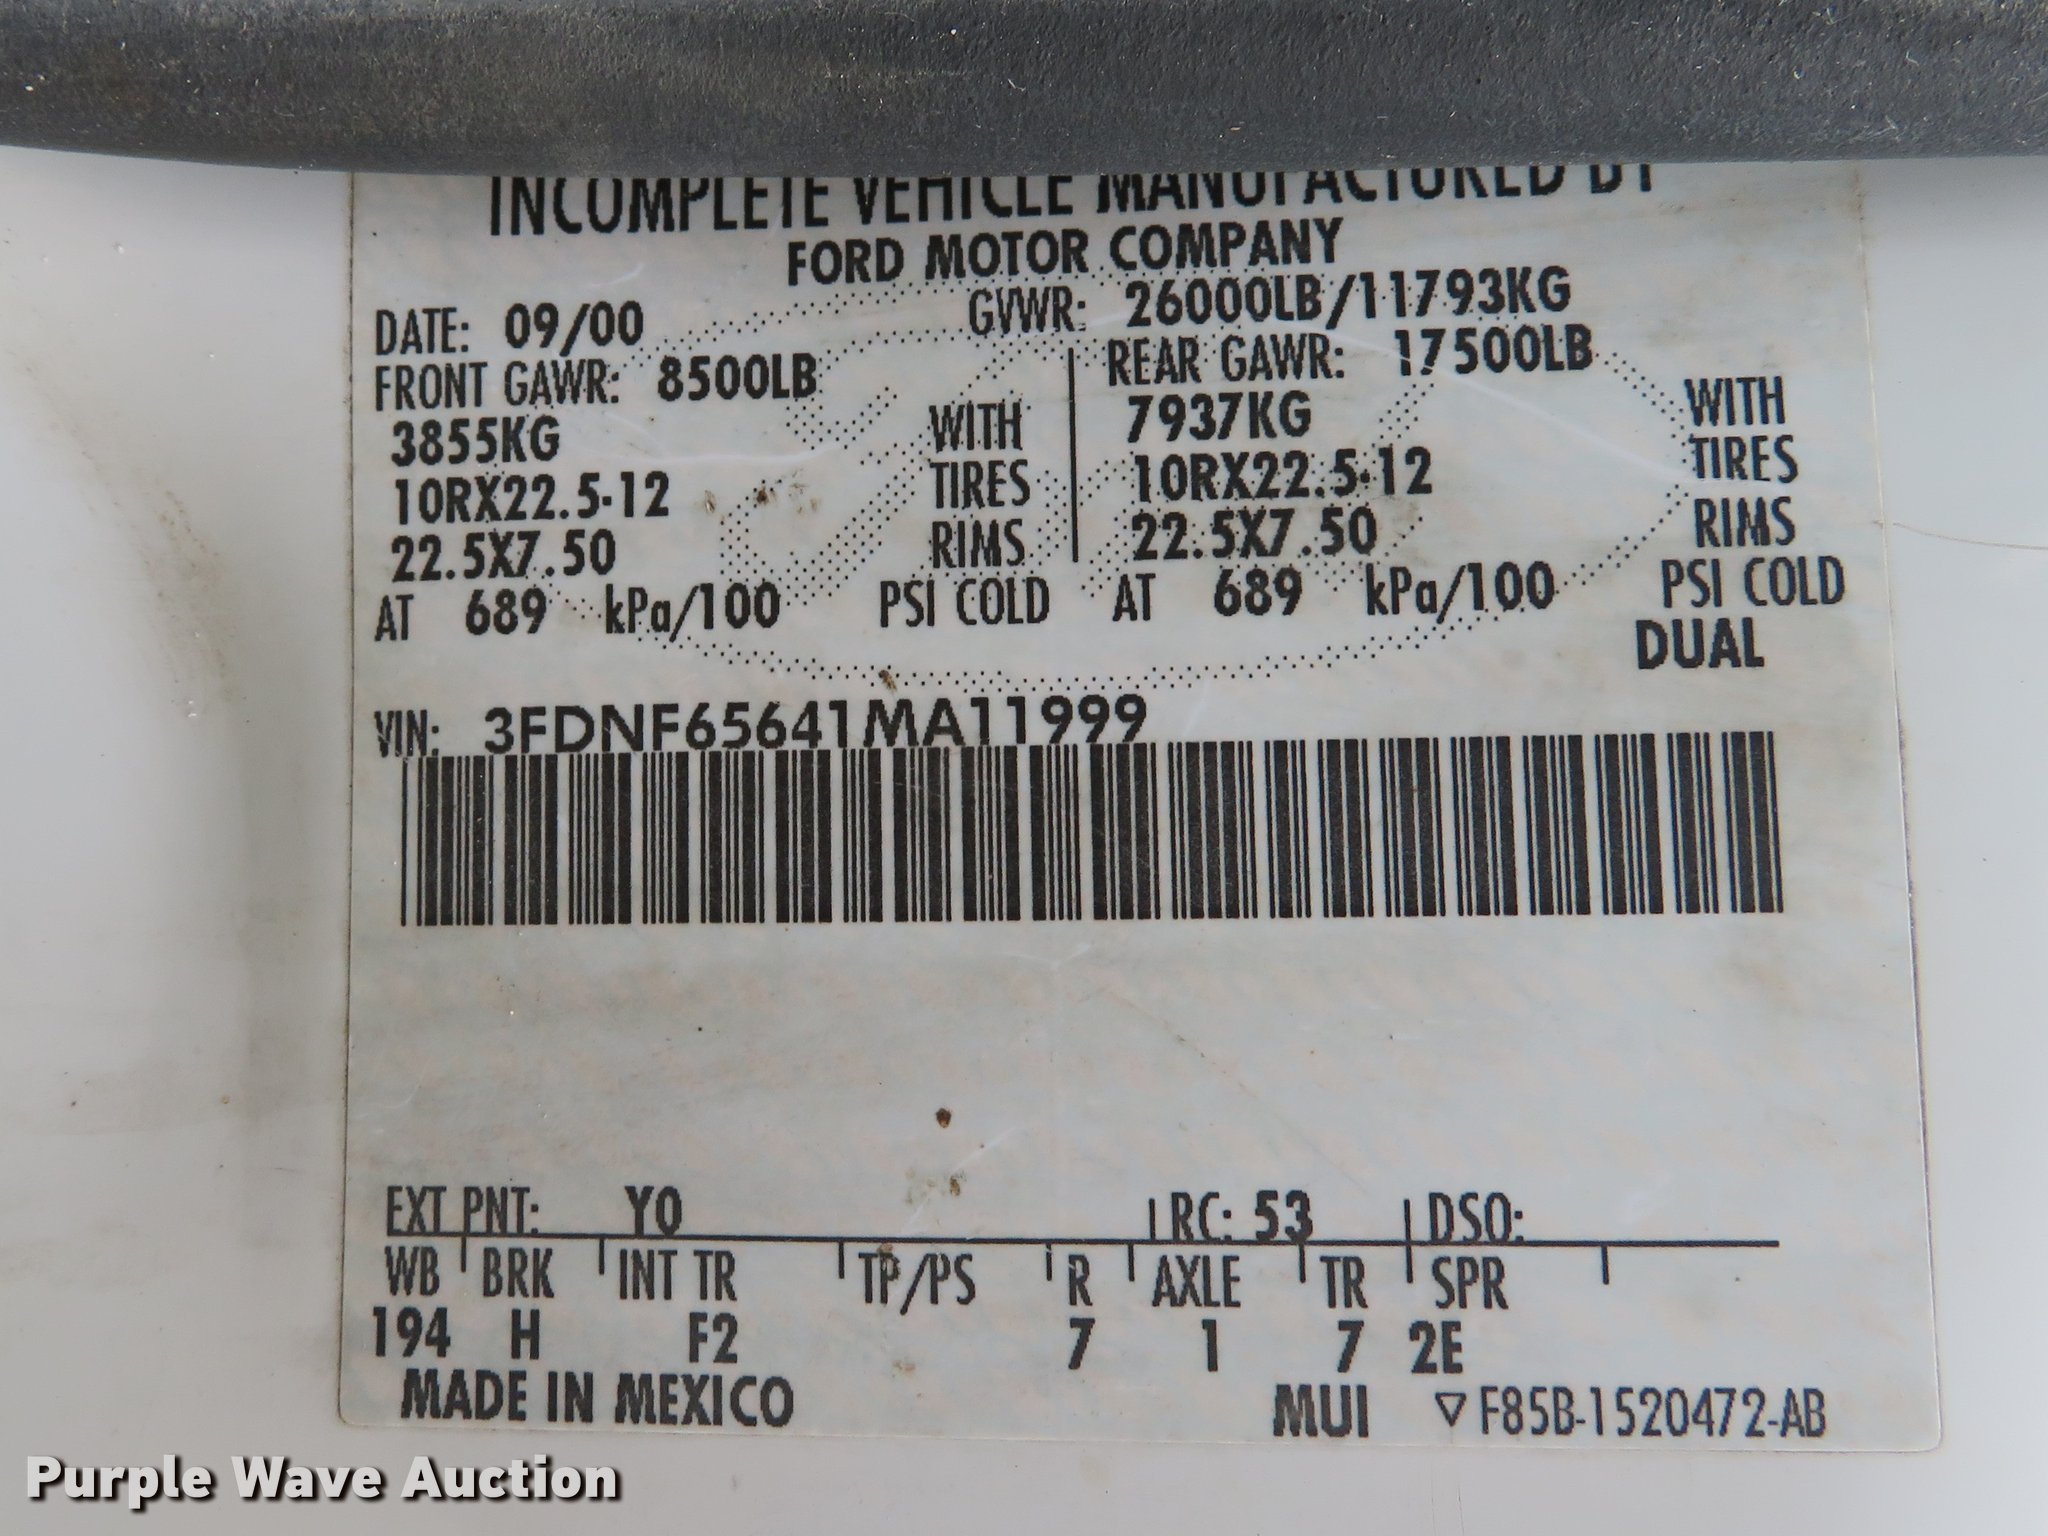 INCOMPLETE VEHICLE MANUFACTURED BY
FORD MOTOR COMPANY
DATE: 09/00 GVWR: 26000LB/11793KG
FRONT GAWR: 8500LB REAR GAWR: 17500LB
3855KG WITH 7937KG WITH
10RX22.5-12 TIRES 10RX22.5-12 TIRES
22.5X7.50 RIMS 22.5X7.50 RIMS
AT 689 kPa/100 PSI COLD AT 689 kPa/100 PSI COLD
DUAL
VIN: 3FDNF65641MA11999
EXT PNT: YO RC: 53 DSO:
WB BRK INT TR TP/PS R AXLE TR SPR
194 H F2 7 1 7 2E
MADE IN MEXICO MUI ▽F85B-1520472-AB
Purple Wave Auction